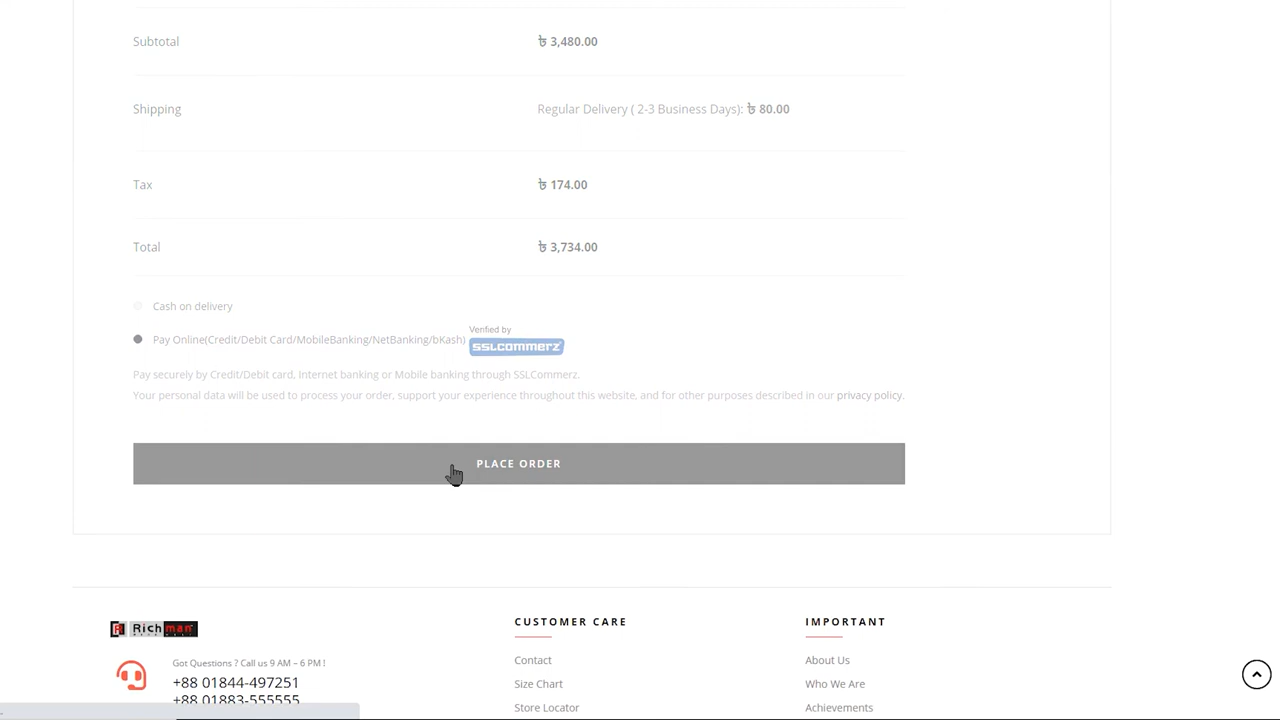 Subtotal ৳ 3,480.00
Shipping Regular Delivery ( 2-3 Business Days): ৳ 80.00
Tax ৳ 174.00
Total ৳ 3,734.00
Cash on delivery
Pay Online(Credit/Debit Card/MobileBanking/NetBanking/bKash) Verified by
SSLCOMMERZ
Pay securely by Credit/Debit card, Internet banking or Mobile banking through SSLCommerz.
Your personal data will be used to process your order, support your experience throughout this website, and for other purposes described in our privacy policy.
PLACE ORDER
Richman
CUSTOMER CARE
IMPORTANT
Got Questions ? Call us 9 AM – 6 PM !
+88 01844-497251
+88 01883-555555
Contact
Size Chart
Store Locator
About Us
Who We Are
Achievements